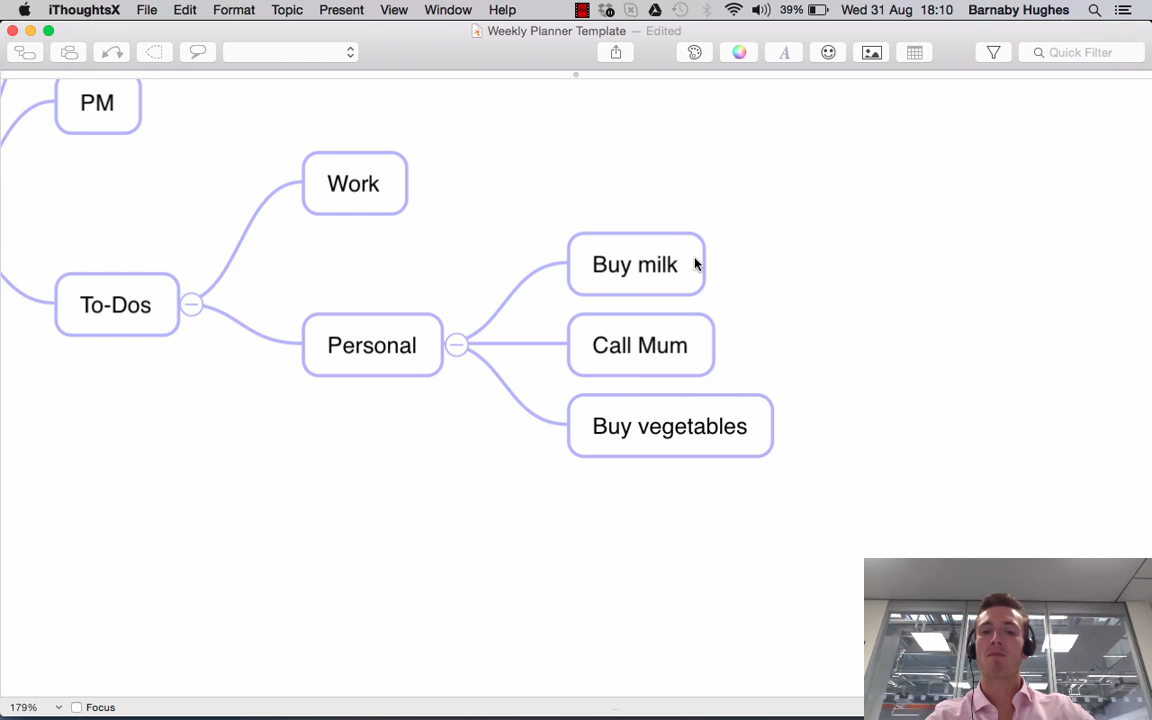 iThoughtsX File Edit Format Topic Present View Window Help 39% Wed 31 Aug 18:10 Barnaby Hughes
Weekly Planner Template — Edited
A Quick Filter
PM
Work
Buy milk
To-Dos
Personal
Call Mum
Buy vegetables
179% Focus